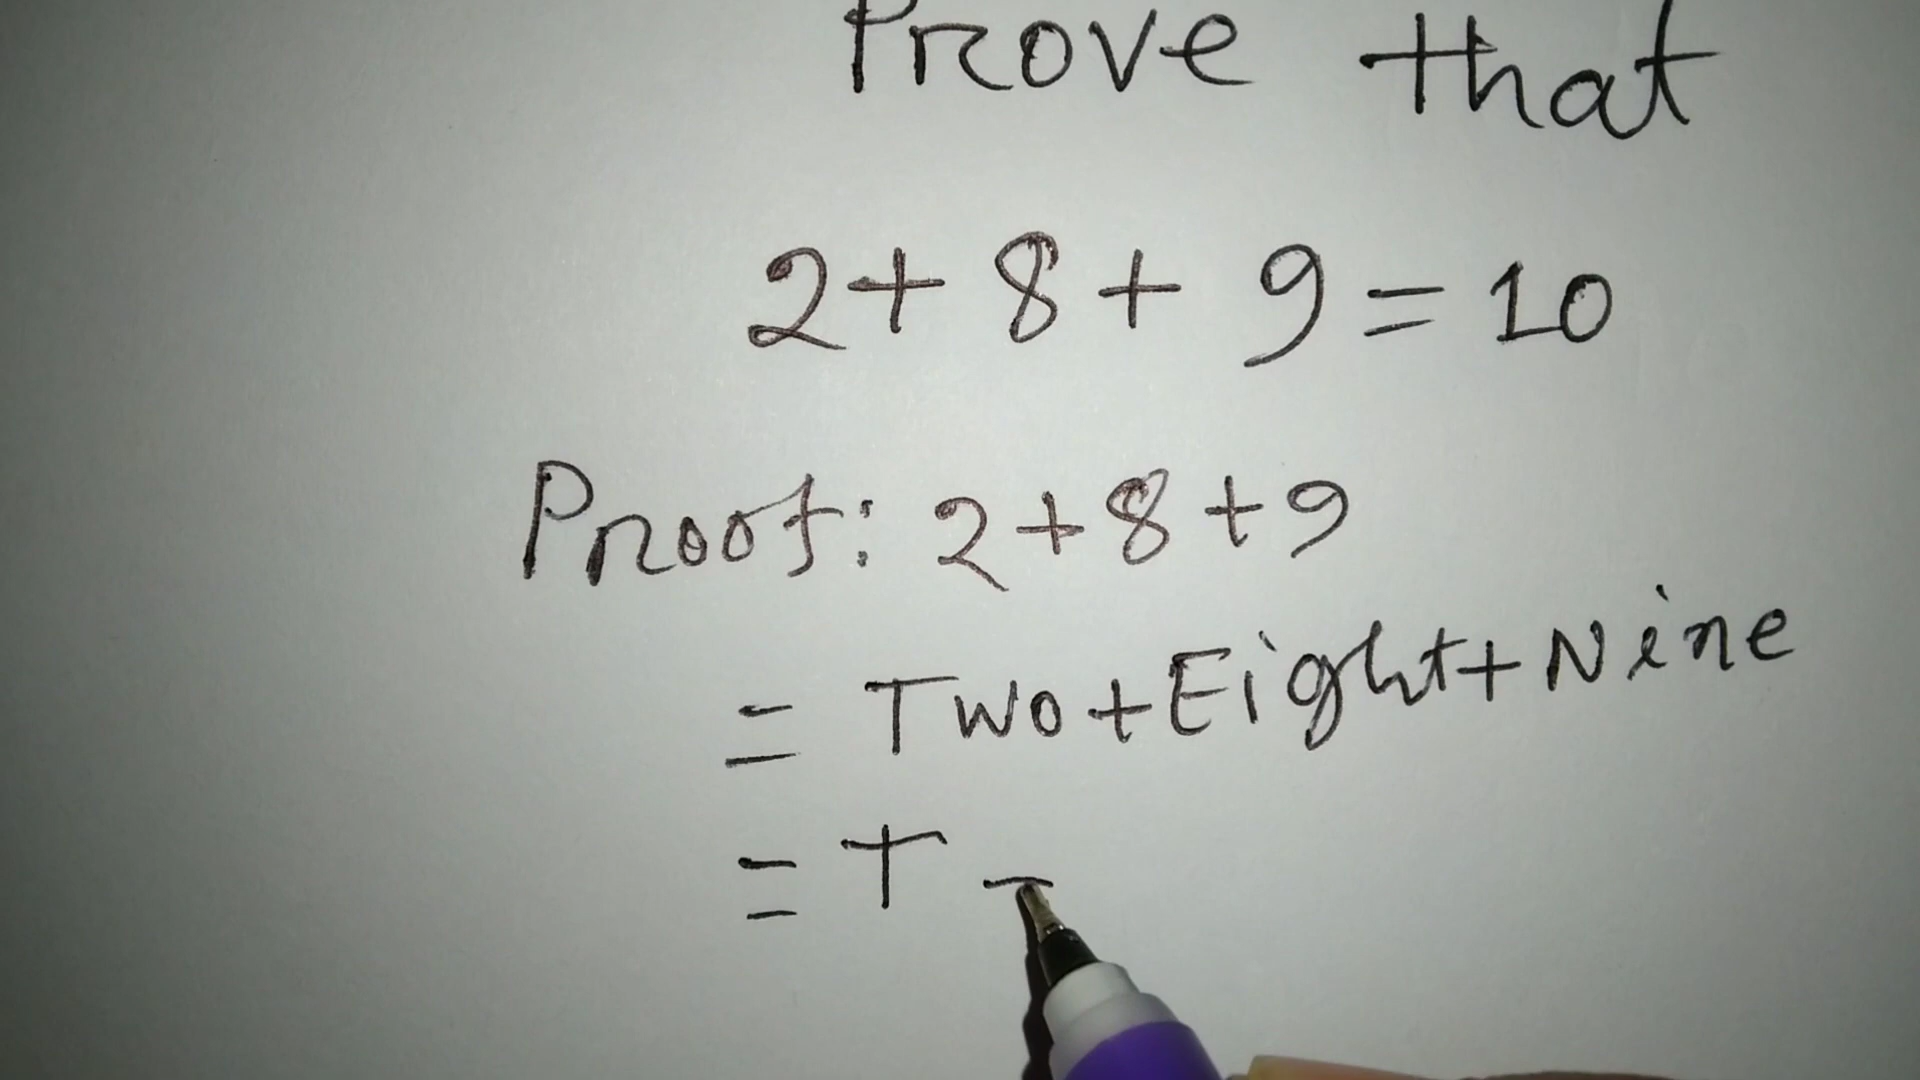 Prove that
2 + 8 + 9 = 10
Proof: 2 + 8 + 9
= Two + Eight + Nine
= T